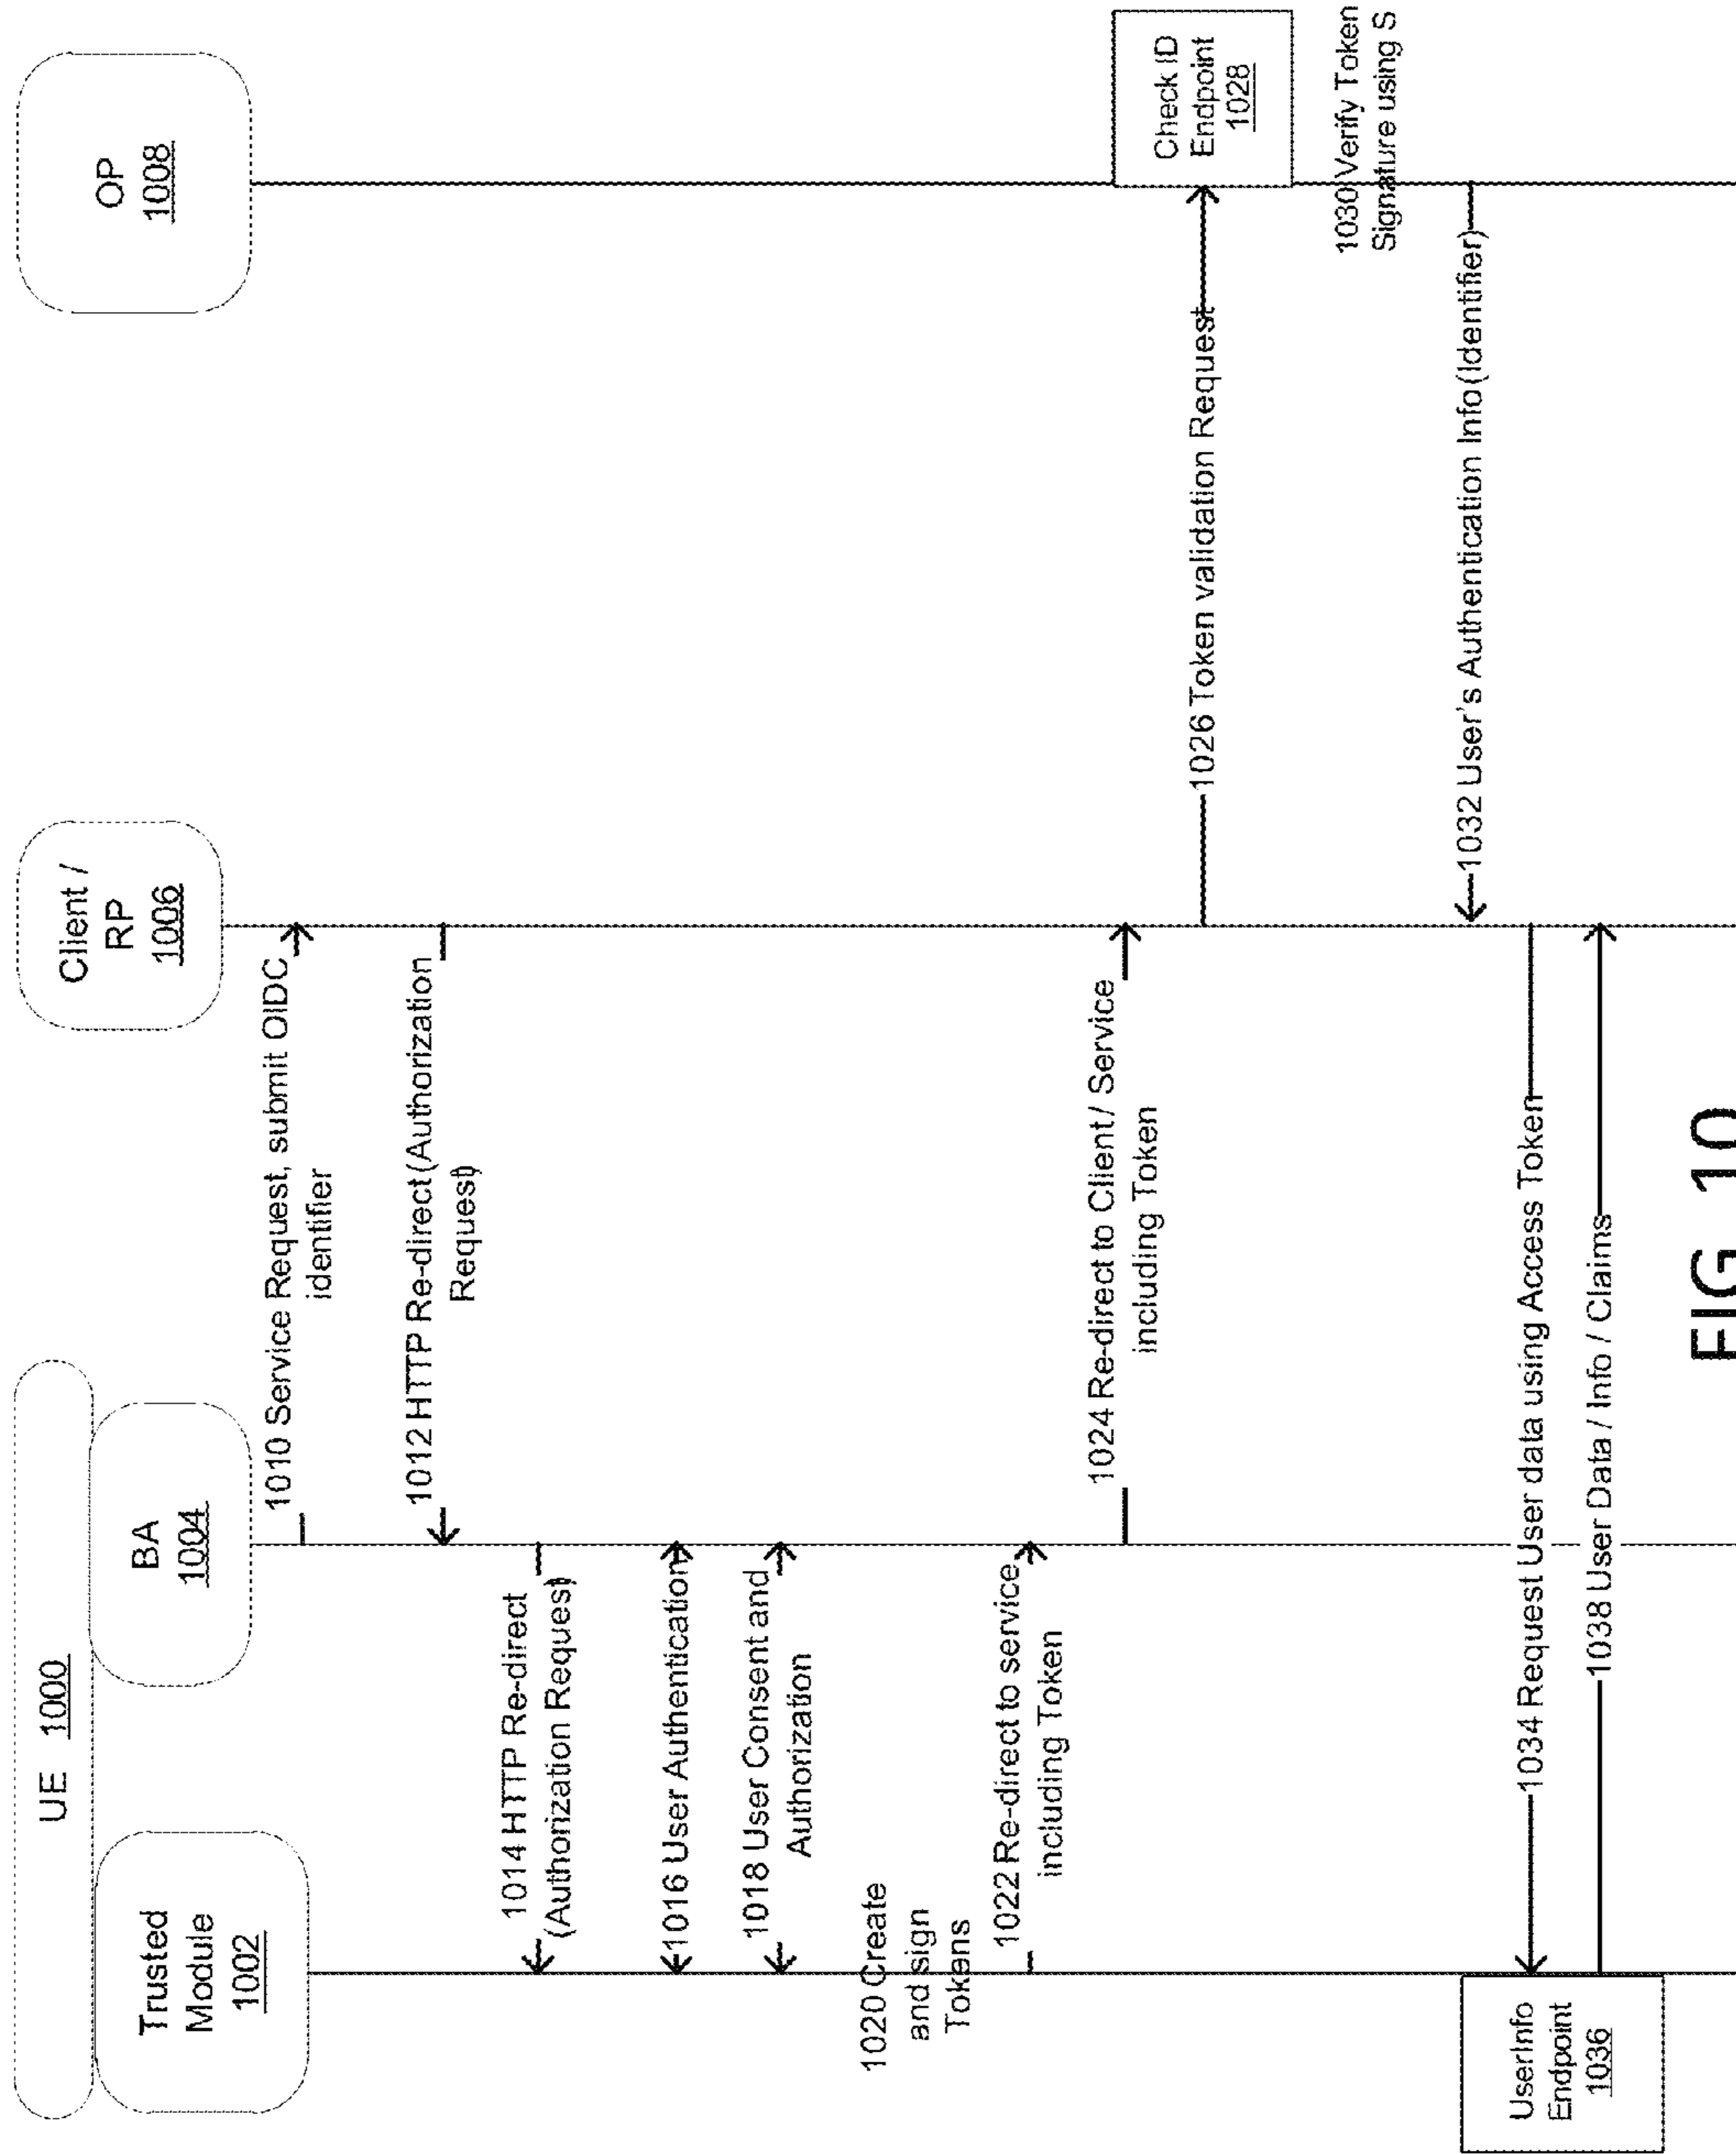 UE 1000
Trusted
Module
1002
BA
1004
Client /
RP
1006
OP
1008
1010 Service Request, submit OIDC
identifier
1012 HTTP Re-direct (Authorization
Request)
1014 HTTP Re-direct
(Authorization Request)
1016 User Authentication
1018 User Consent and
Authorization
1020 Create
and sign
Tokens
1022 Re-direct to service
including Token
1024 Re-direct to Client / Service
including Token
1026 Token validation Request
Check ID
Endpoint
1028
1030 Verify Token
Signature using S
1032 User's Authentication Info (Identifier)
1034 Request User data using Access Token
UserInfo
Endpoint
1036
1038 User Data / Info / Claims
FIG. 10